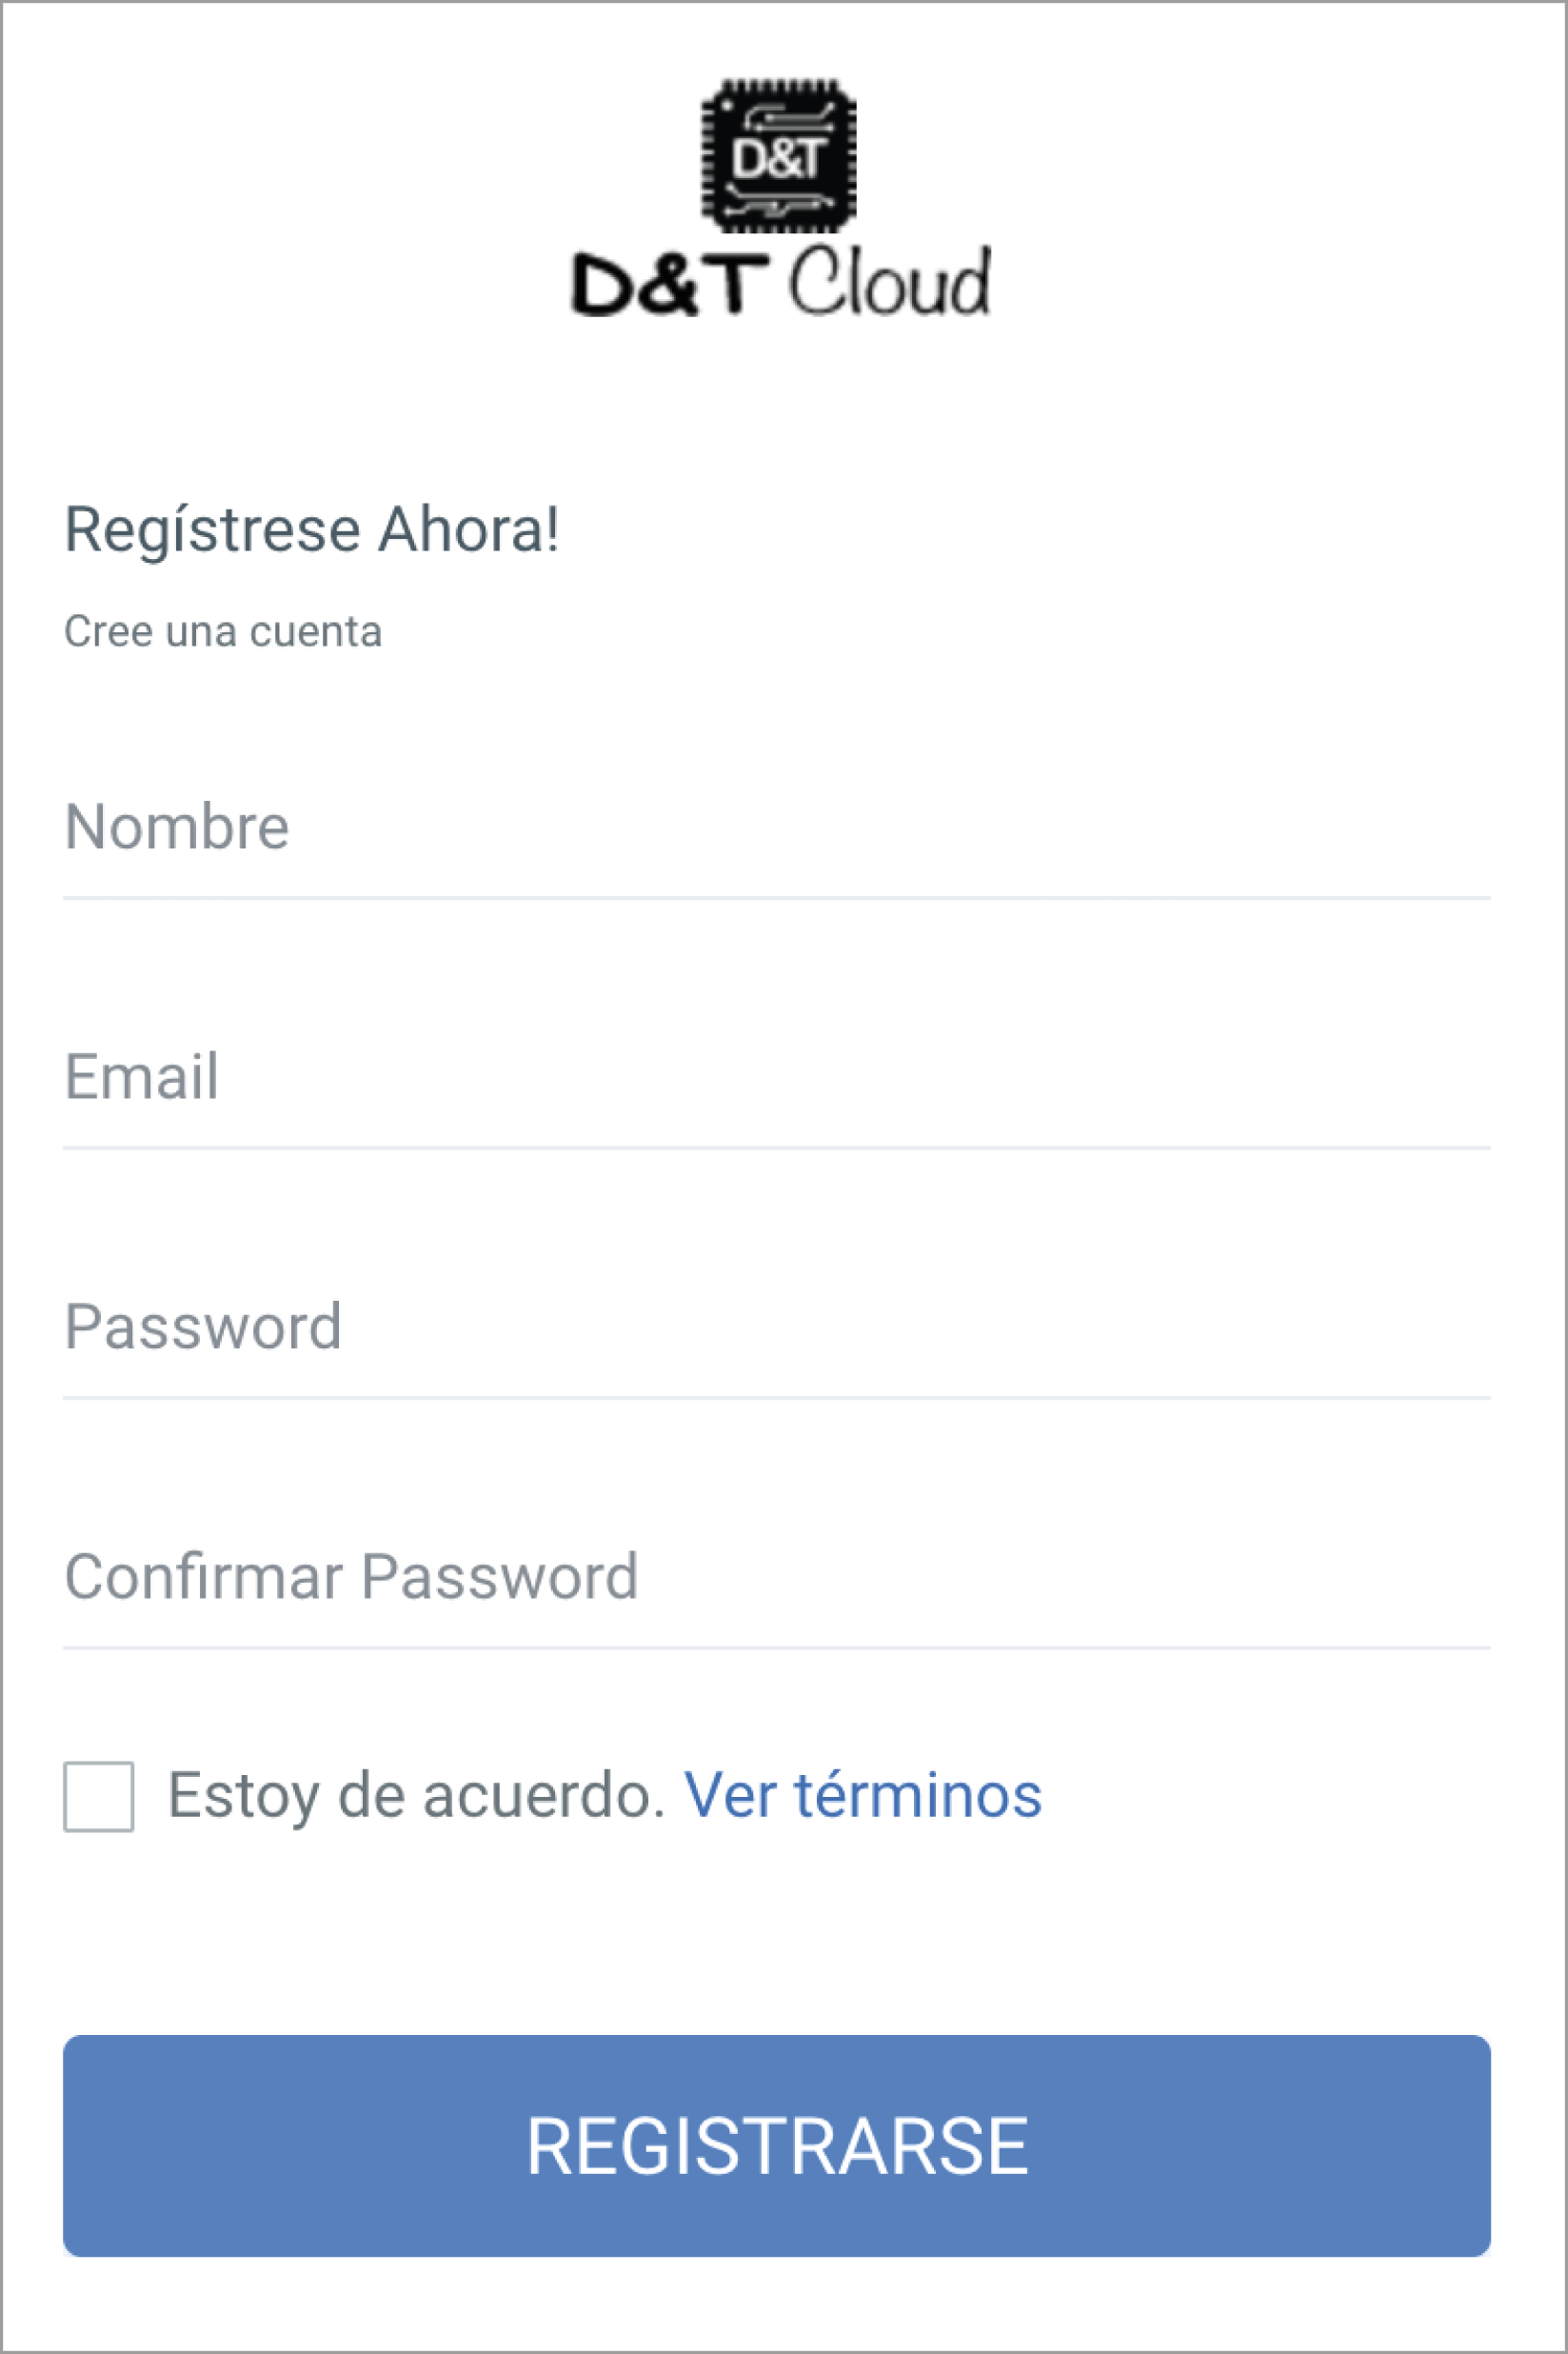 D&T
D&T Cloud
Regístrese Ahora!
Cree una cuenta
Nombre
Email
Password
Confirmar Password
Estoy de acuerdo. Ver términos
REGISTRARSE